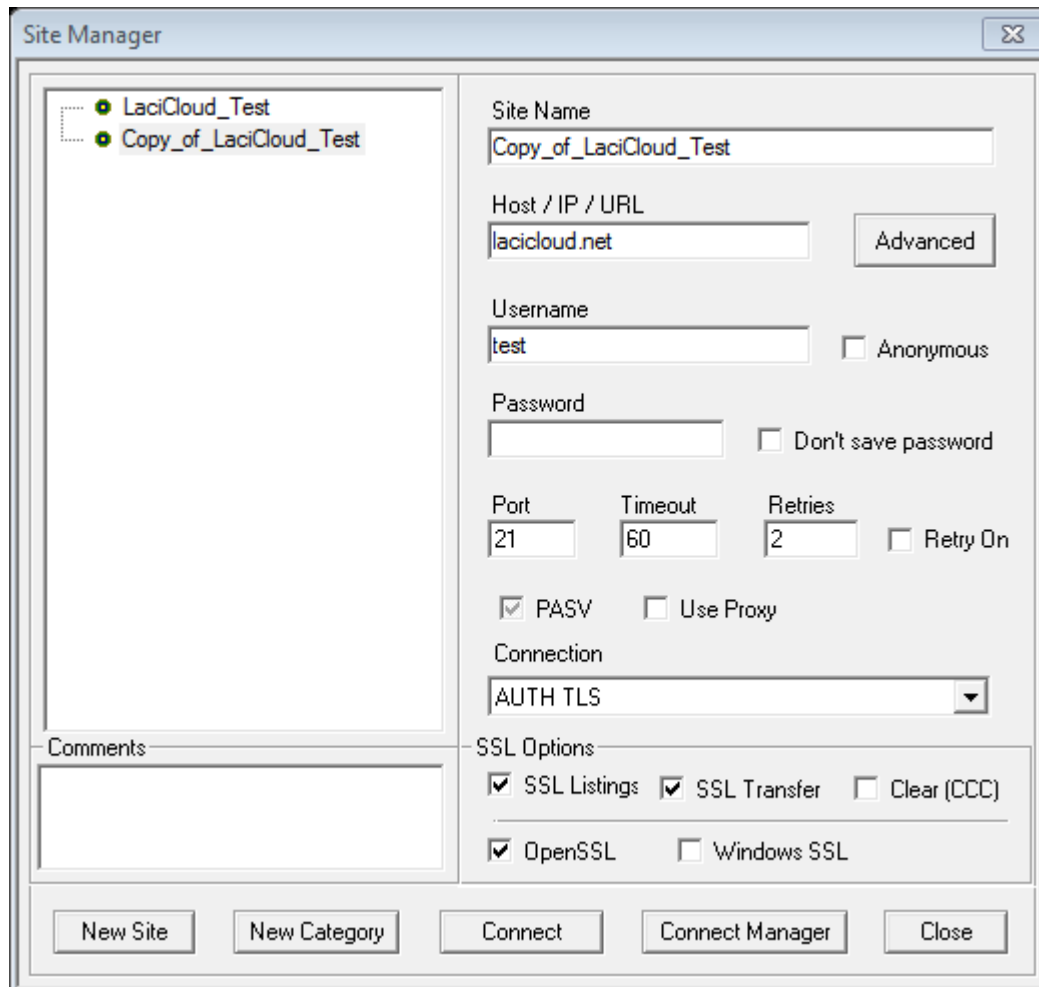 Site Manager
LaciCloud_Test
Copy_of_LaciCloud_Test
Site Name
Copy_of_LaciCloud_Test
Host / IP / URL
lacicloud.net
Advanced
Username
test
Anonymous
Password
Don't save password
Port Timeout Retries
21 60 2 Retry On
PASV Use Proxy
Connection
AUTH TLS
Comments
SSL Options
SSL Listings SSL Transfer Clear (CCC)
OpenSSL Windows SSL
New Site New Category Connect Connect Manager Close